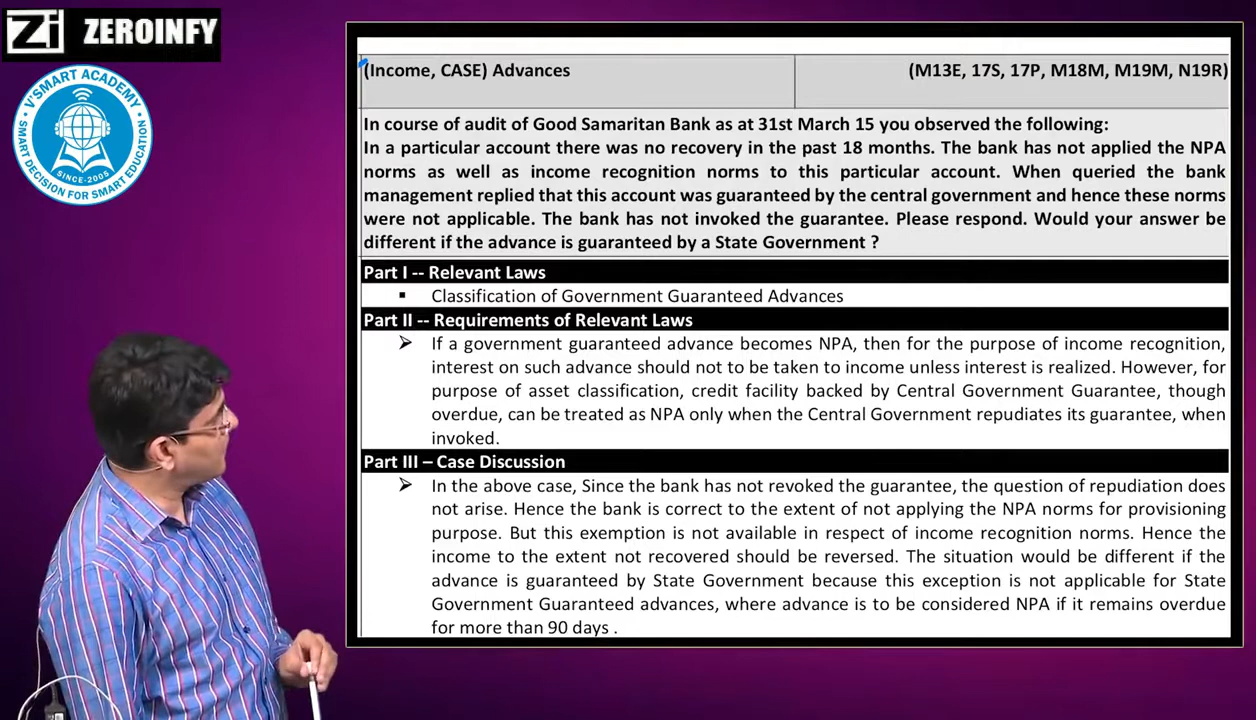 Zi ZEROINFY
V'SMART ACADEMY
SMART DECISION FOR SMART EDUCATION
SINCE-2005
(Income, CASE) Advances (M13E, 17S, 17P, M18M, M19M, N19R)
In course of audit of Good Samaritan Bank as at 31st March 15 you observed the following:
In a particular account there was no recovery in the past 18 months. The bank has not applied the NPA
norms as well as income recognition norms to this particular account. When queried the bank
management replied that this account was guaranteed by the central government and hence these norms
were not applicable. The bank has not invoked the guarantee. Please respond. Would your answer be
different if the advance is guaranteed by a State Government ?
Part I -- Relevant Laws
▪ Classification of Government Guaranteed Advances
Part II -- Requirements of Relevant Laws
➢ If a government guaranteed advance becomes NPA, then for the purpose of income recognition,
interest on such advance should not to be taken to income unless interest is realized. However, for
purpose of asset classification, credit facility backed by Central Government Guarantee, though
overdue, can be treated as NPA only when the Central Government repudiates its guarantee, when
invoked.
Part III – Case Discussion
➢ In the above case, Since the bank has not revoked the guarantee, the question of repudiation does
not arise. Hence the bank is correct to the extent of not applying the NPA norms for provisioning
purpose. But this exemption is not available in respect of income recognition norms. Hence the
income to the extent not recovered should be reversed. The situation would be different if the
advance is guaranteed by State Government because this exception is not applicable for State
Government Guaranteed advances, where advance is to be considered NPA if it remains overdue
for more than 90 days .